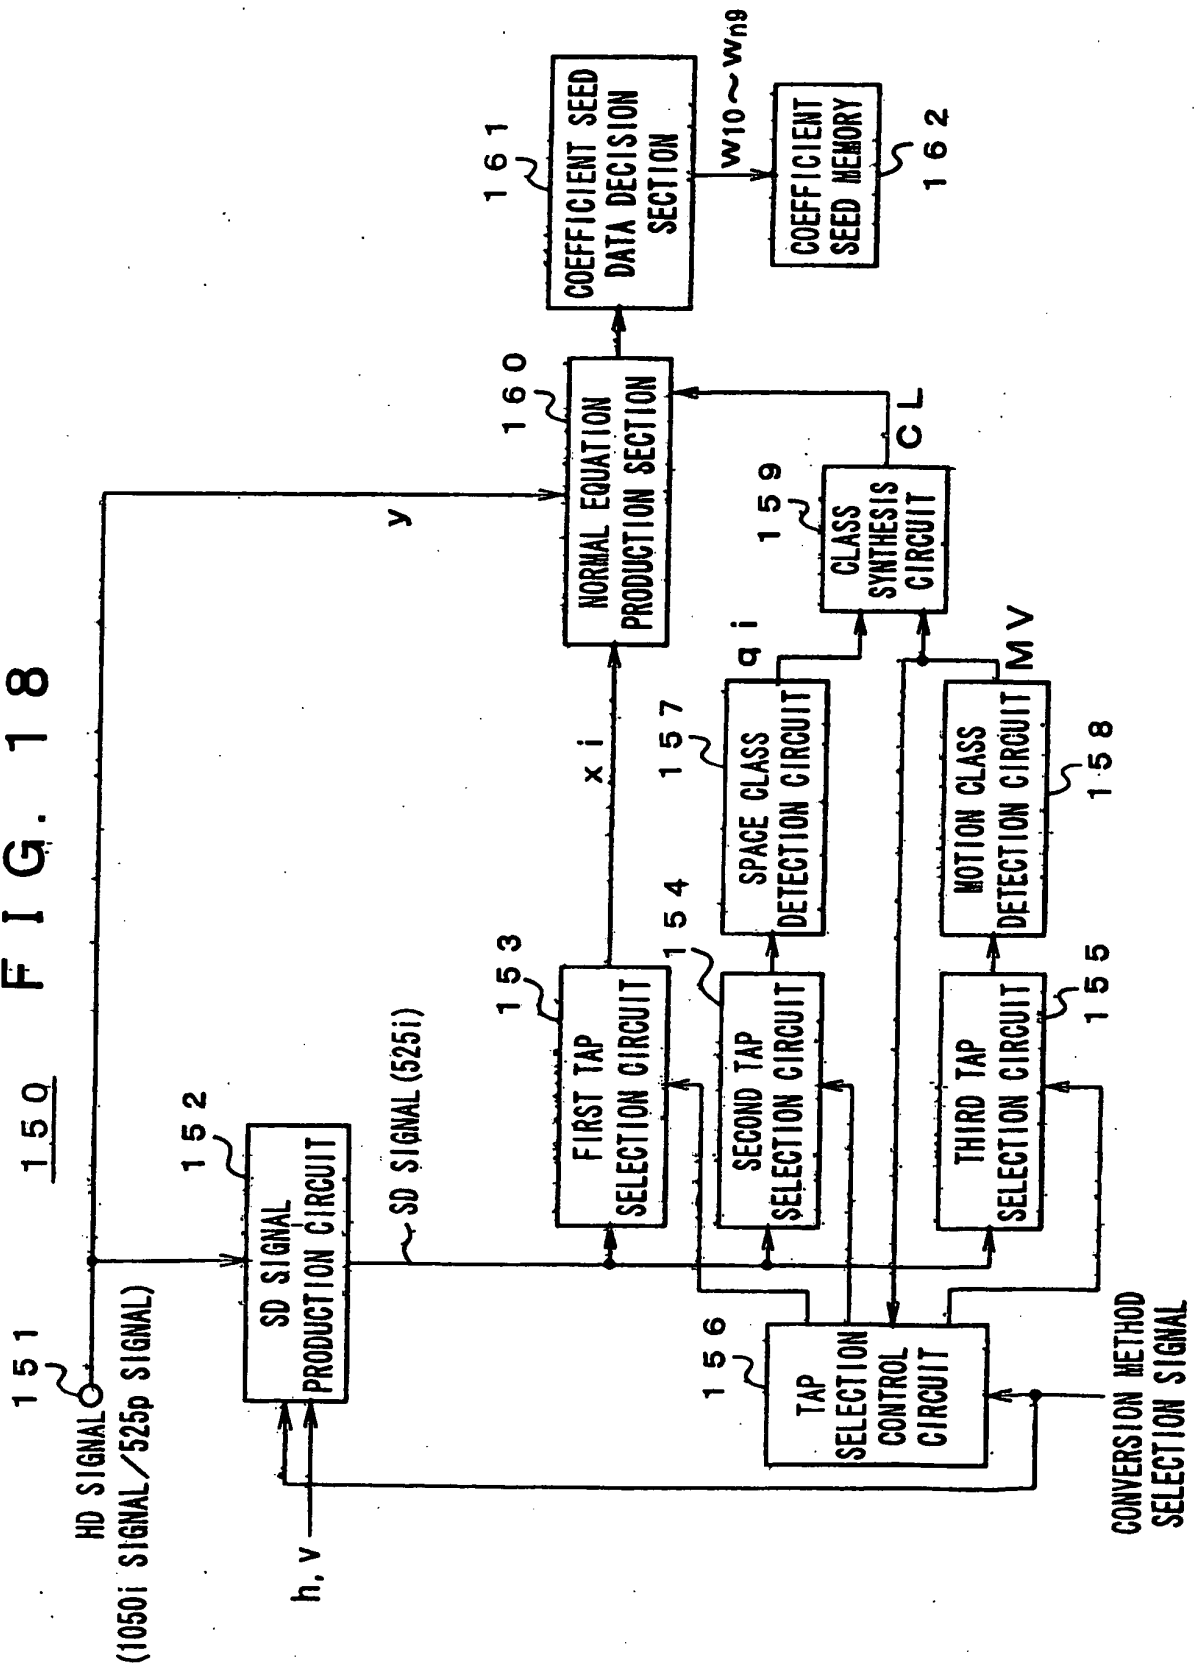 FIG. 18
150
151
HD SIGNAL
(1050i SIGNAL/525p SIGNAL)
152
SD SIGNAL
PRODUCTION CIRCUIT
h, v
SD SIGNAL (525i)
y
153
FIRST TAP
SELECTION CIRCUIT
xi
160
NORMAL EQUATION
PRODUCTION SECTION
161
COEFFICIENT SEED
DATA DECISION
SECTION
W10~Wn9
COEFFICIENT
SEED MEMORY
162
154
SECOND TAP
SELECTION CIRCUIT
157
SPACE CLASS
DETECTION CIRCUIT
qi
159
CLASS
SYNTHESIS
CIRCUIT
CL
156
TAP
SELECTION
CONTROL
CIRCUIT
THIRD TAP
SELECTION CIRCUIT
155
MOTION CLASS
DETECTION CIRCUIT
158
MV
CONVERSION METHOD
SELECTION SIGNAL